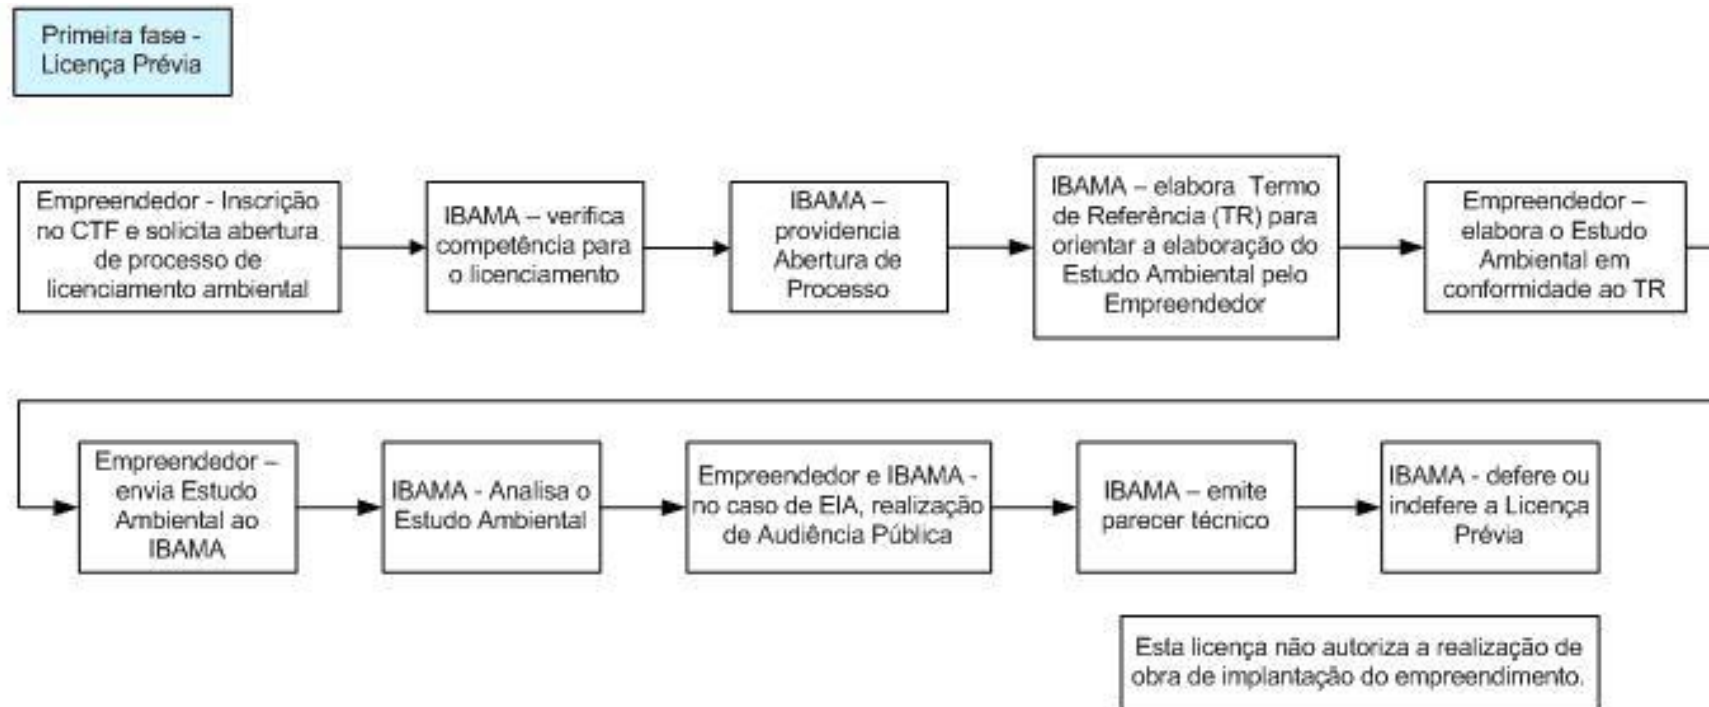 Primeira fase -
Licença Prévia
Empreendedor - Inscrição
no CTF e solicita abertura
de processo de
licenciamento ambiental
IBAMA – verifica
competência para
o licenciamento
IBAMA –
providencia
Abertura de
Processo
IBAMA – elabora Termo
de Referência (TR) para
orientar a elaboração do
Estudo Ambiental pelo
Empreendedor
Empreendedor –
elabora o Estudo
Ambiental em
conformidade ao TR
Empreendedor –
envia Estudo
Ambiental ao
IBAMA
IBAMA - Analisa o
Estudo Ambiental
Empreendedor e IBAMA -
no caso de EIA, realização
de Audiência Pública
IBAMA – emite
parecer técnico
IBAMA - defere ou
indefere a Licença
Prévia
Esta licença não autoriza a realização de
obra de implantação do empreendimento.